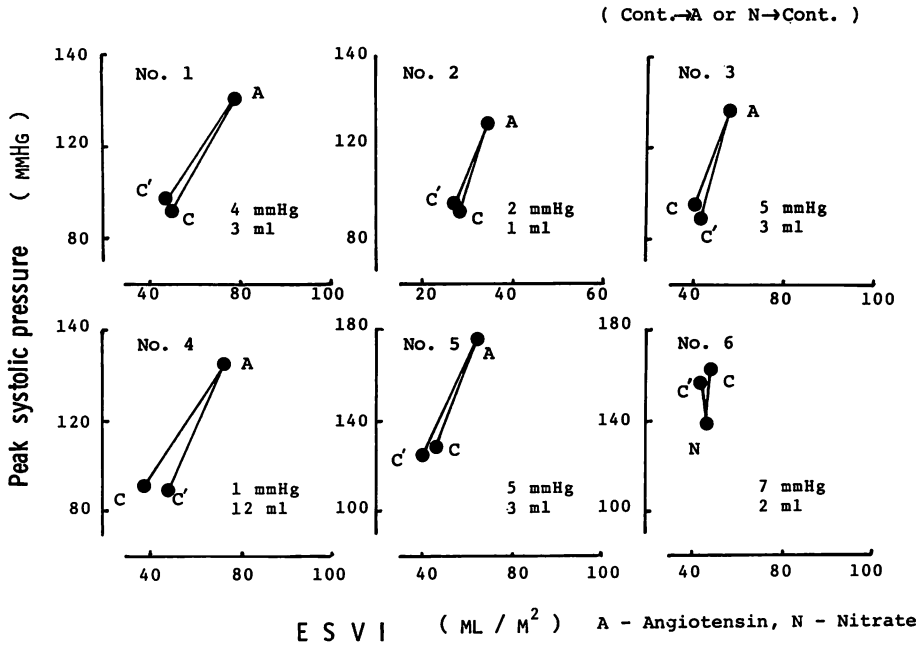 ( Cont.→A or N→Cont. )
Peak systolic pressure ( MMHG )
140
120
80
No. 1
A
C'
C
4 mmHg
3 ml
40 80 100
140
120
80
No. 2
A
C'
C
2 mmHg
1 ml
20 40 60
No. 3
A
C
C'
5 mmHg
3 ml
40 80 100
140
120
80
No. 4
A
C
C'
1 mmHg
12 ml
40 80 100
180
140
100
No. 5
A
C'
C
5 mmHg
3 ml
40 80 100
180
140
100
No. 6
C'
C
N
7 mmHg
2 ml
40 80 100
E S V I ( ML / M² ) A - Angiotensin, N - Nitrate